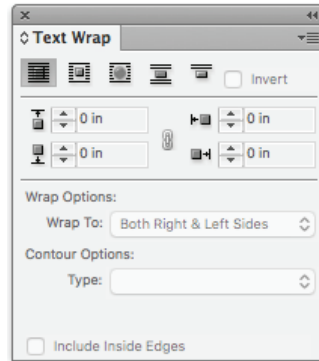 Text Wrap
Invert
0 in 0 in
0 in 0 in
Wrap Options:
Wrap To: Both Right & Left Sides
Contour Options:
Type:
Include Inside Edges